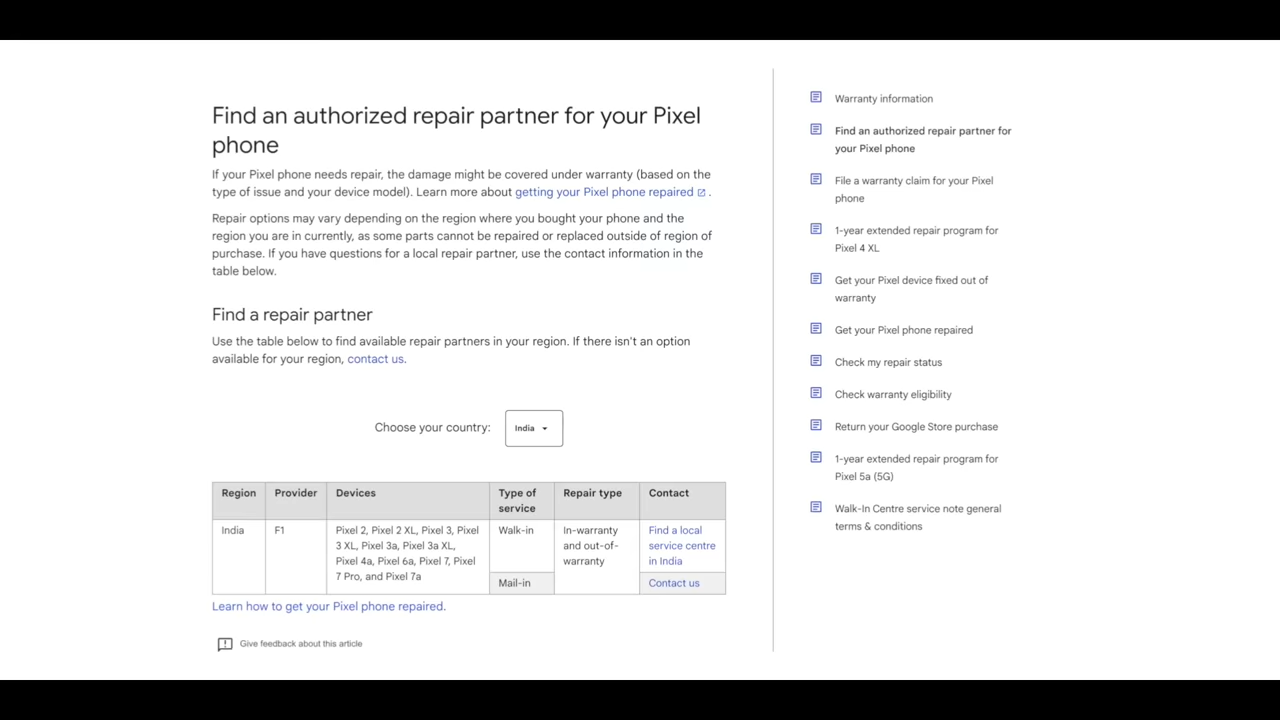 Find an authorized repair partner for your Pixel
phone
If your Pixel phone needs repair, the damage might be covered under warranty (based on the
type of issue and your device model). Learn more about getting your Pixel phone repaired .
Repair options may vary depending on the region where you bought your phone and the
region you are in currently, as some parts cannot be repaired or replaced outside of region of
purchase. If you have questions for a local repair partner, use the contact information in the
table below.
Find a repair partner
Use the table below to find available repair partners in your region. If there isn't an option
available for your region, contact us.
Choose your country: India
Region Provider Devices Type of service Repair type Contact
India F1 Pixel 2, Pixel 2 XL, Pixel 3, Pixel
3 XL, Pixel 3a, Pixel 3a XL,
Pixel 4a, Pixel 6a, Pixel 7, Pixel
7 Pro, and Pixel 7a
Walk-in
Mail-in
In-warranty
and out-of-
warranty
Find a local
service centre
in India
Contact us
Learn how to get your Pixel phone repaired.
Give feedback about this article
Warranty information
Find an authorized repair partner for
your Pixel phone
File a warranty claim for your Pixel
phone
1-year extended repair program for
Pixel 4 XL
Get your Pixel device fixed out of
warranty
Get your Pixel phone repaired
Check my repair status
Check warranty eligibility
Return your Google Store purchase
1-year extended repair program for
Pixel 5a (5G)
Walk-In Centre service note general
terms & conditions